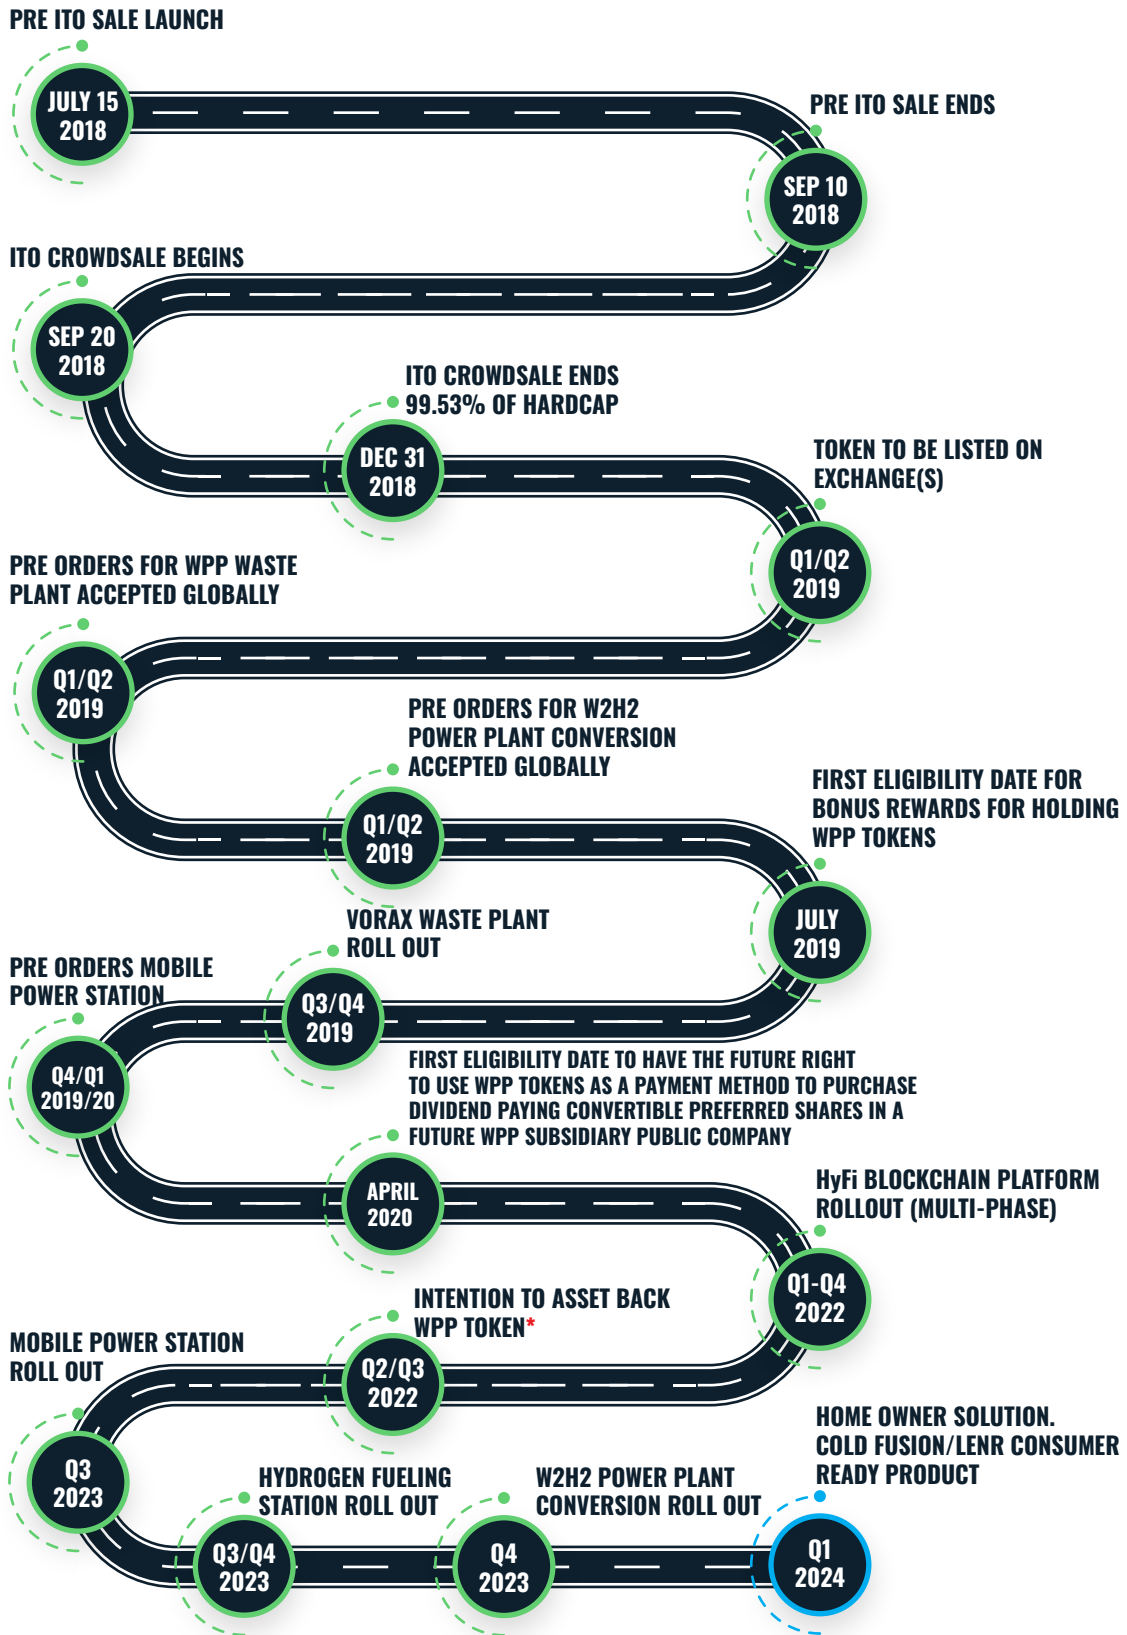 PRE ITO SALE LAUNCH
JULY 15
2018
PRE ITO SALE ENDS
SEP 10
2018
ITO CROWDSALE BEGINS
SEP 20
2018
ITO CROWDSALE ENDS
99.53% OF HARDCAP
DEC 31
2018
TOKEN TO BE LISTED ON
EXCHANGE(S)
Q1/Q2
2019
PRE ORDERS FOR WPP WASTE
PLANT ACCEPTED GLOBALLY
Q1/Q2
2019
PRE ORDERS FOR W2H2
POWER PLANT CONVERSION
ACCEPTED GLOBALLY
Q1/Q2
2019
FIRST ELIGIBILITY DATE FOR
BONUS REWARDS FOR HOLDING
WPP TOKENS
JULY
2019
VORAX WASTE PLANT
ROLL OUT
Q3/Q4
2019
PRE ORDERS MOBILE
POWER STATION
Q4/Q1
2019/20
FIRST ELIGIBILITY DATE TO HAVE THE FUTURE RIGHT
TO USE WPP TOKENS AS A PAYMENT METHOD TO PURCHASE
DIVIDEND PAYING CONVERTIBLE PREFERRED SHARES IN A
FUTURE WPP SUBSIDIARY PUBLIC COMPANY
APRIL
2020
HyFi BLOCKCHAIN PLATFORM
ROLLOUT (MULTI-PHASE)
Q1-Q4
2022
INTENTION TO ASSET BACK
WPP TOKEN*
Q2/Q3
2022
MOBILE POWER STATION
ROLL OUT
Q3
2023
HYDROGEN FUELING
STATION ROLL OUT
Q3/Q4
2023
W2H2 POWER PLANT
CONVERSION ROLL OUT
Q4
2023
HOME OWNER SOLUTION.
COLD FUSION/LENR CONSUMER
READY PRODUCT
Q1
2024